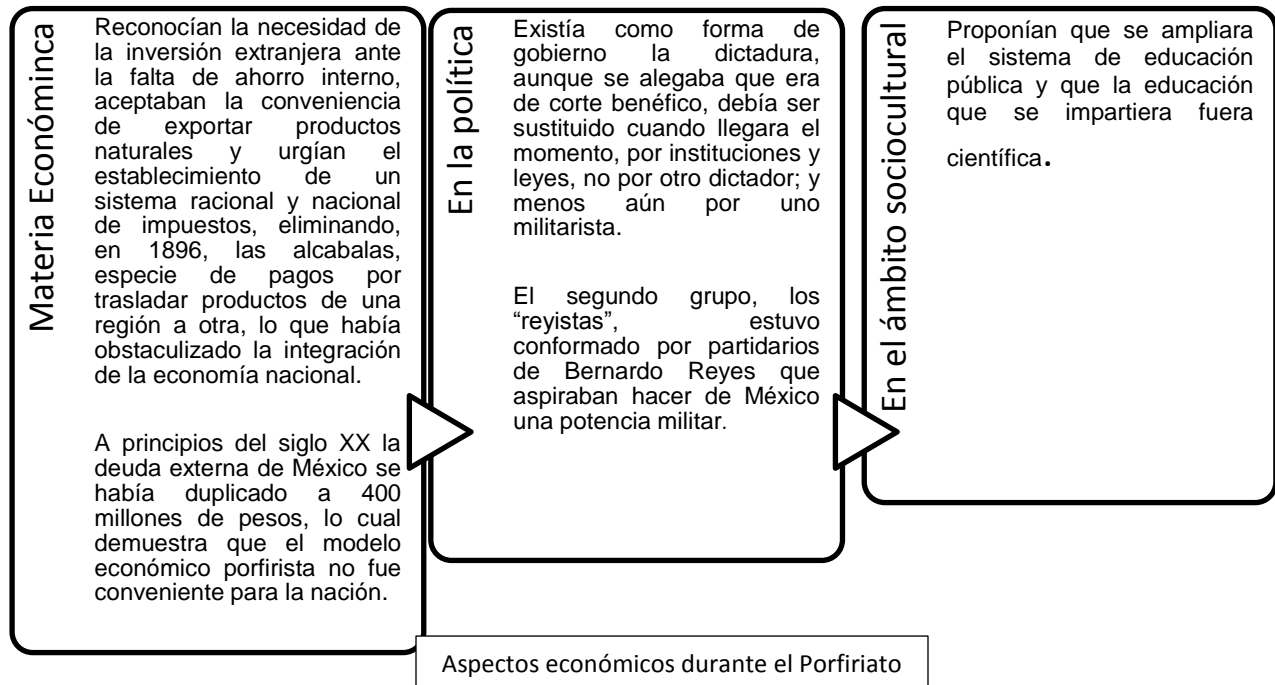 Materia Económinca
Reconocían la necesidad de
la inversión extranjera ante
la falta de ahorro interno,
aceptaban la conveniencia
de exportar productos
naturales y urgían el
establecimiento de un
sistema racional y nacional
de impuestos, eliminando,
en 1896, las alcabalas,
especie de pagos por
trasladar productos de una
región a otra, lo que había
obstaculizado la integración
de la economía nacional.
A principios del siglo XX la
deuda externa de México se
había duplicado a 400
millones de pesos, lo cual
demuestra que el modelo
económico porfirista no fue
conveniente para la nación.
En la política
Existía como forma de
gobierno la dictadura,
aunque se alegaba que era
de corte benéfico, debía ser
sustituido cuando llegara el
momento, por instituciones y
leyes, no por otro dictador; y
menos aún por uno
militarista.
El segundo grupo, los
“reyistas”, estuvo
conformado por partidarios
de Bernardo Reyes que
aspiraban hacer de México
una potencia militar.
En el ámbito sociocultural
Proponían que se ampliara
el sistema de educación
pública y que la educación
que se impartiera fuera
científica.
Aspectos económicos durante el Porfiriato